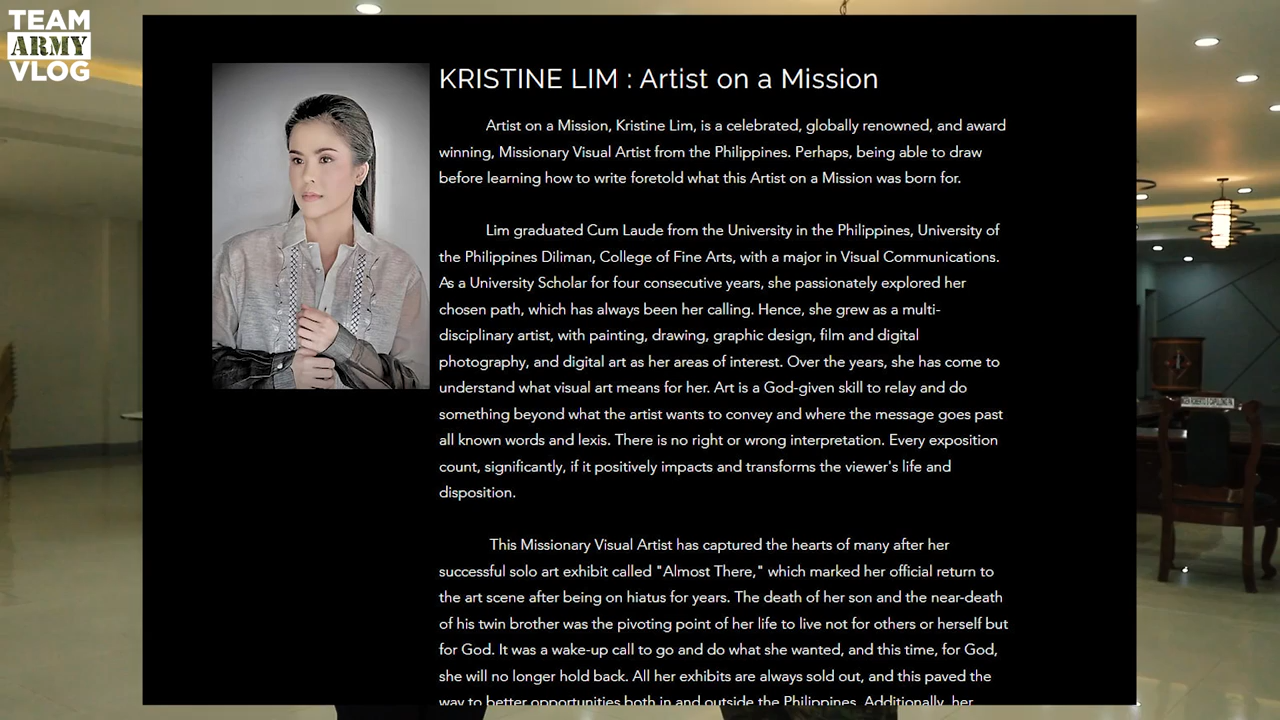 TEAM
ARMY
VLOG
KRISTINE LIM : Artist on a Mission
Artist on a Mission, Kristine Lim, is a celebrated, globally renowned, and award
winning, Missionary Visual Artist from the Philippines. Perhaps, being able to draw
before learning how to write foretold what this Artist on a Mission was born for.
Lim graduated Cum Laude from the University in the Philippines, University of
the Philippines Diliman, College of Fine Arts, with a major in Visual Communications.
As a University Scholar for four consecutive years, she passionately explored her
chosen path, which has always been her calling. Hence, she grew as a multi-
disciplinary artist, with painting, drawing, graphic design, film and digital
photography, and digital art as her areas of interest. Over the years, she has come to
understand what visual art means for her. Art is a God-given skill to relay and do
something beyond what the artist wants to convey and where the message goes past
all known words and lexis. There is no right or wrong interpretation. Every exposition
count, significantly, if it positively impacts and transforms the viewer's life and
disposition.
This Missionary Visual Artist has captured the hearts of many after her
successful solo art exhibit called "Almost There," which marked her official return to
the art scene after being on hiatus for years. The death of her son and the near-death
of his twin brother was the pivoting point of her life to live not for others or herself but
for God. It was a wake-up call to go and do what she wanted, and this time, for God,
she will no longer hold back. All her exhibits are always sold out, and this paved the
way to better opportunities both in and outside the Philippines. Additionally, her